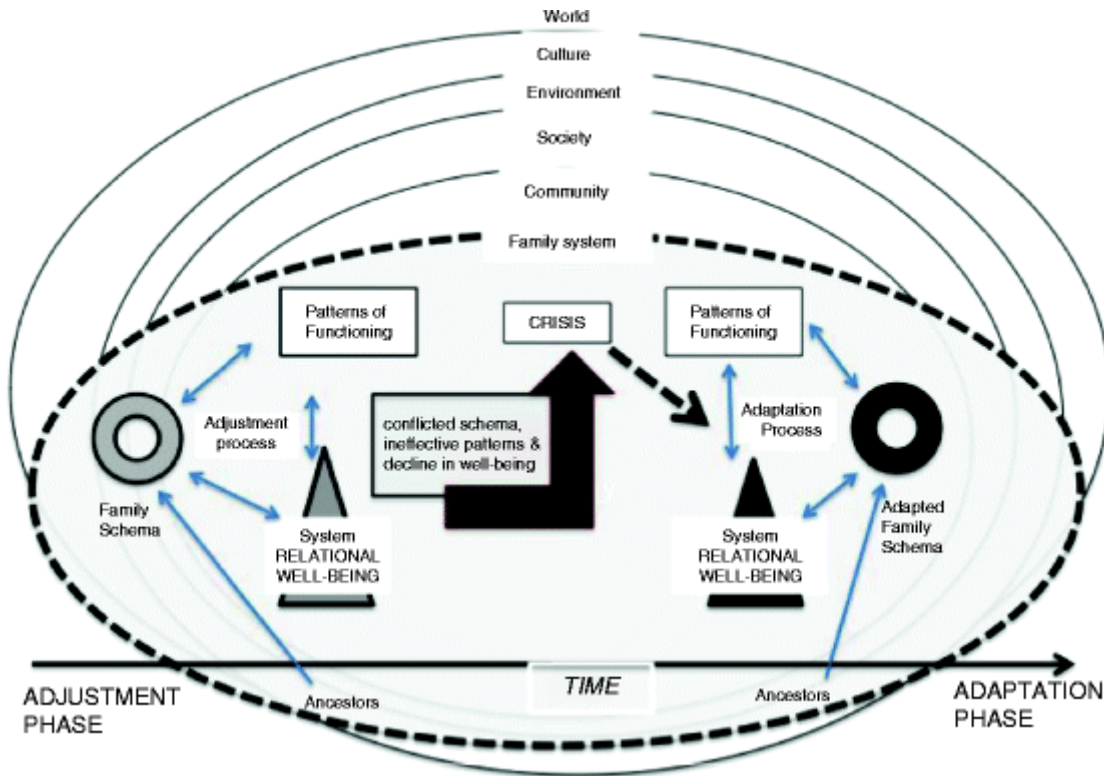 World
Culture
Environment
Society
Community
Family system
Patterns of
Functioning
CRISIS
Patterns of
Functioning
Adjustment
process
conflicted schema,
ineffective patterns &
decline in well-being
Adaptation
Process
Family
Schema
System
RELATIONAL
WELL-BEING
System
RELATIONAL
WELL-BEING
Adapted
Family
Schema
ADJUSTMENT
PHASE
Ancestors
TIME
Ancestors
ADAPTATION
PHASE